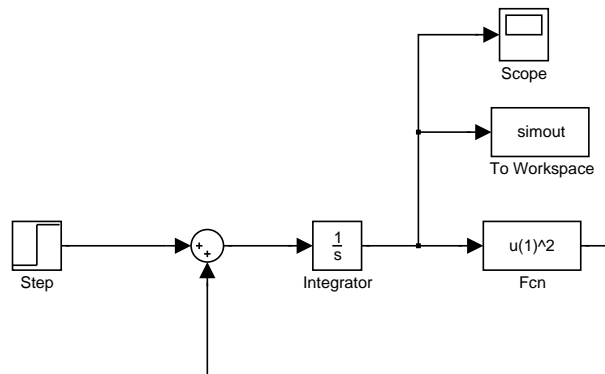 Scope
simout
To Workspace
Step
+
+
1
s
Integrator
u(1)^2
Fcn